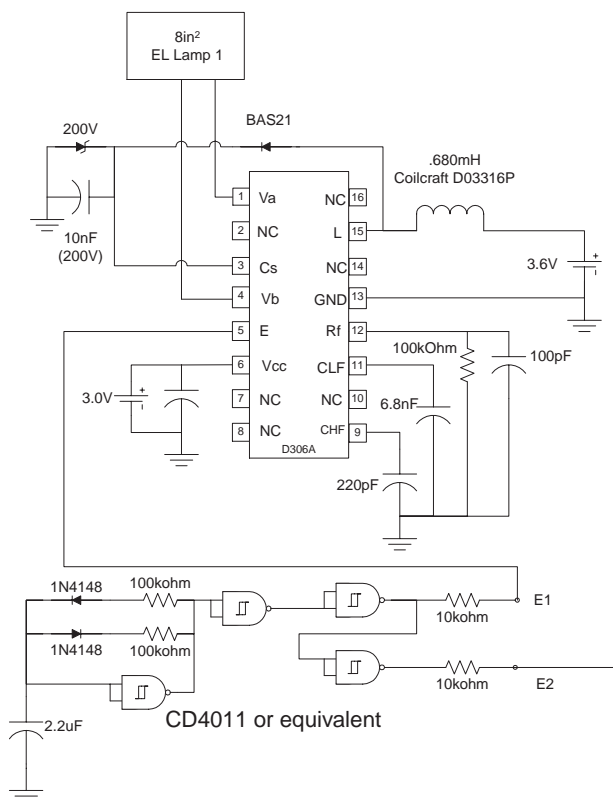 8in²
EL Lamp 1
200V
BAS21
.680mH
Coilcraft D03316P
10nF
(200V)
1 Va
NC 16
2 NC
L 15
3 Cs
NC 14
3.6V
4 Vb
GND 13
5 E
Rf 12
100kOhm
100pF
6 Vcc
CLF 11
3.0V
6.8nF
7 NC
NC 10
8 NC
CHF 9
D306A
220pF
1N4148
100kohm
1N4148
100kohm
10kohm
E1
10kohm
E2
2.2uF
CD4011 or equivalent